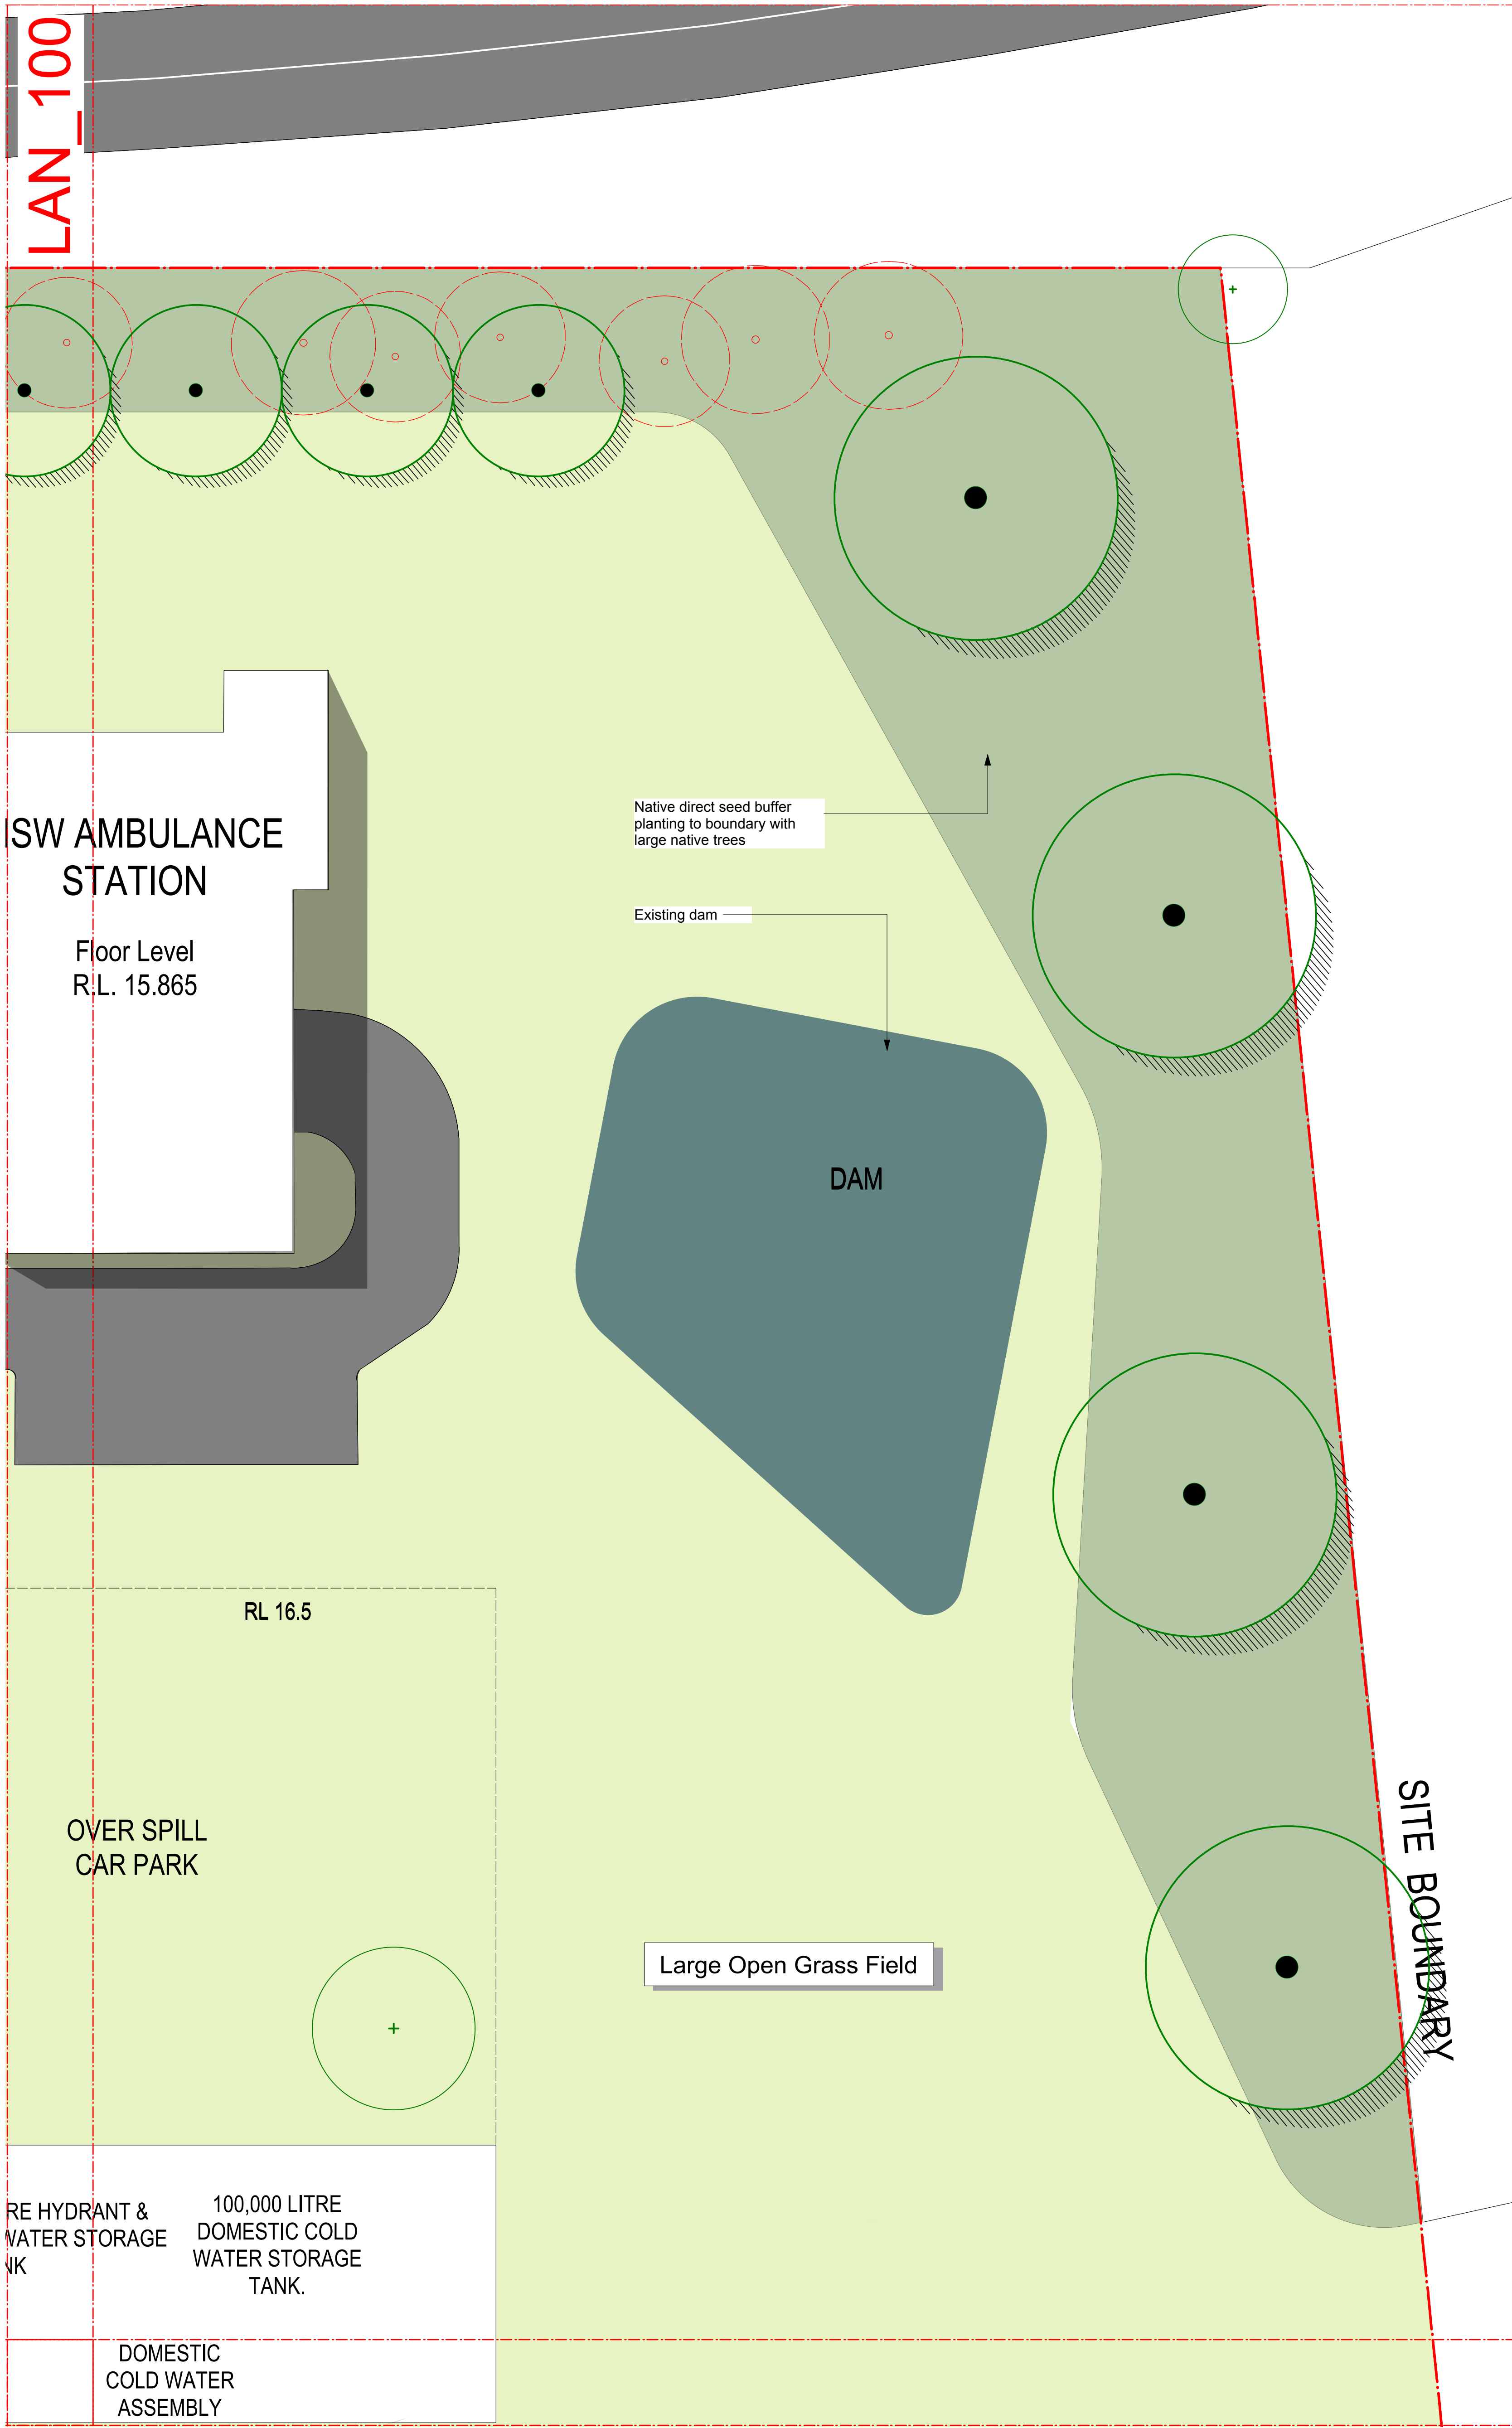 LAN_100
ISW AMBULANCE
STATION
Floor Level
R.L. 15.865
Native direct seed buffer
planting to boundary with
large native trees
Existing dam
DAM
RL 16.5
OVER SPILL
CAR PARK
SITE BOUNDARY
Large Open Grass Field
RE HYDRANT &
WATER STORAGE
NK
100,000 LITRE
DOMESTIC COLD
WATER STORAGE
TANK.
DOMESTIC
COLD WATER
ASSEMBLY